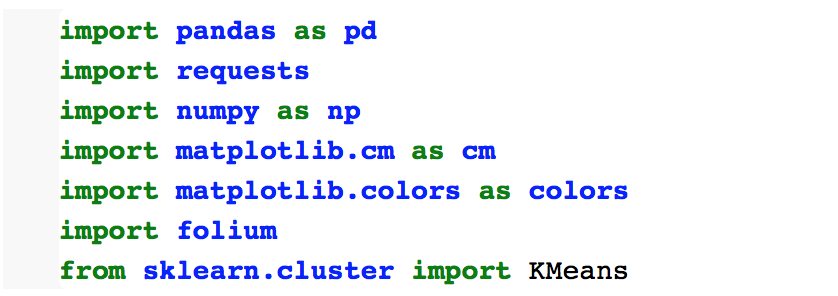 import pandas as pd
import requests
import numpy as np
import matplotlib.cm as cm
import matplotlib.colors as colors
import folium
from sklearn.cluster import KMeans